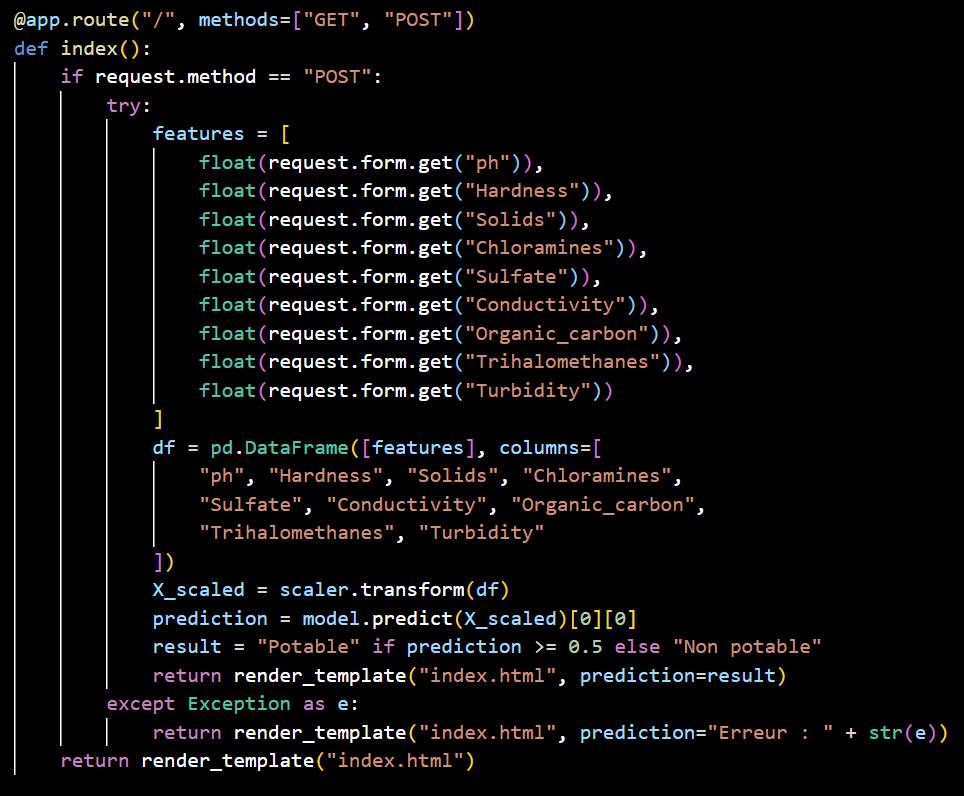 @app.route("/", methods=["GET", "POST"])
def index():
    if request.method == "POST":
        try:
            features = [
                float(request.form.get("ph")),
                float(request.form.get("Hardness")),
                float(request.form.get("Solids")),
                float(request.form.get("Chloramines")),
                float(request.form.get("Sulfate")),
                float(request.form.get("Conductivity")),
                float(request.form.get("Organic_carbon")),
                float(request.form.get("Trihalomethanes")),
                float(request.form.get("Turbidity"))
            ]
            df = pd.DataFrame([features], columns=[
                "ph", "Hardness", "Solids", "Chloramines",
                "Sulfate", "Conductivity", "Organic_carbon",
                "Trihalomethanes", "Turbidity"
            ])
            X_scaled = scaler.transform(df)
            prediction = model.predict(X_scaled)[0][0]
            result = "Potable" if prediction >= 0.5 else "Non potable"
            return render_template("index.html", prediction=result)
        except Exception as e:
            return render_template("index.html", prediction="Erreur : " + str(e))
    return render_template("index.html")